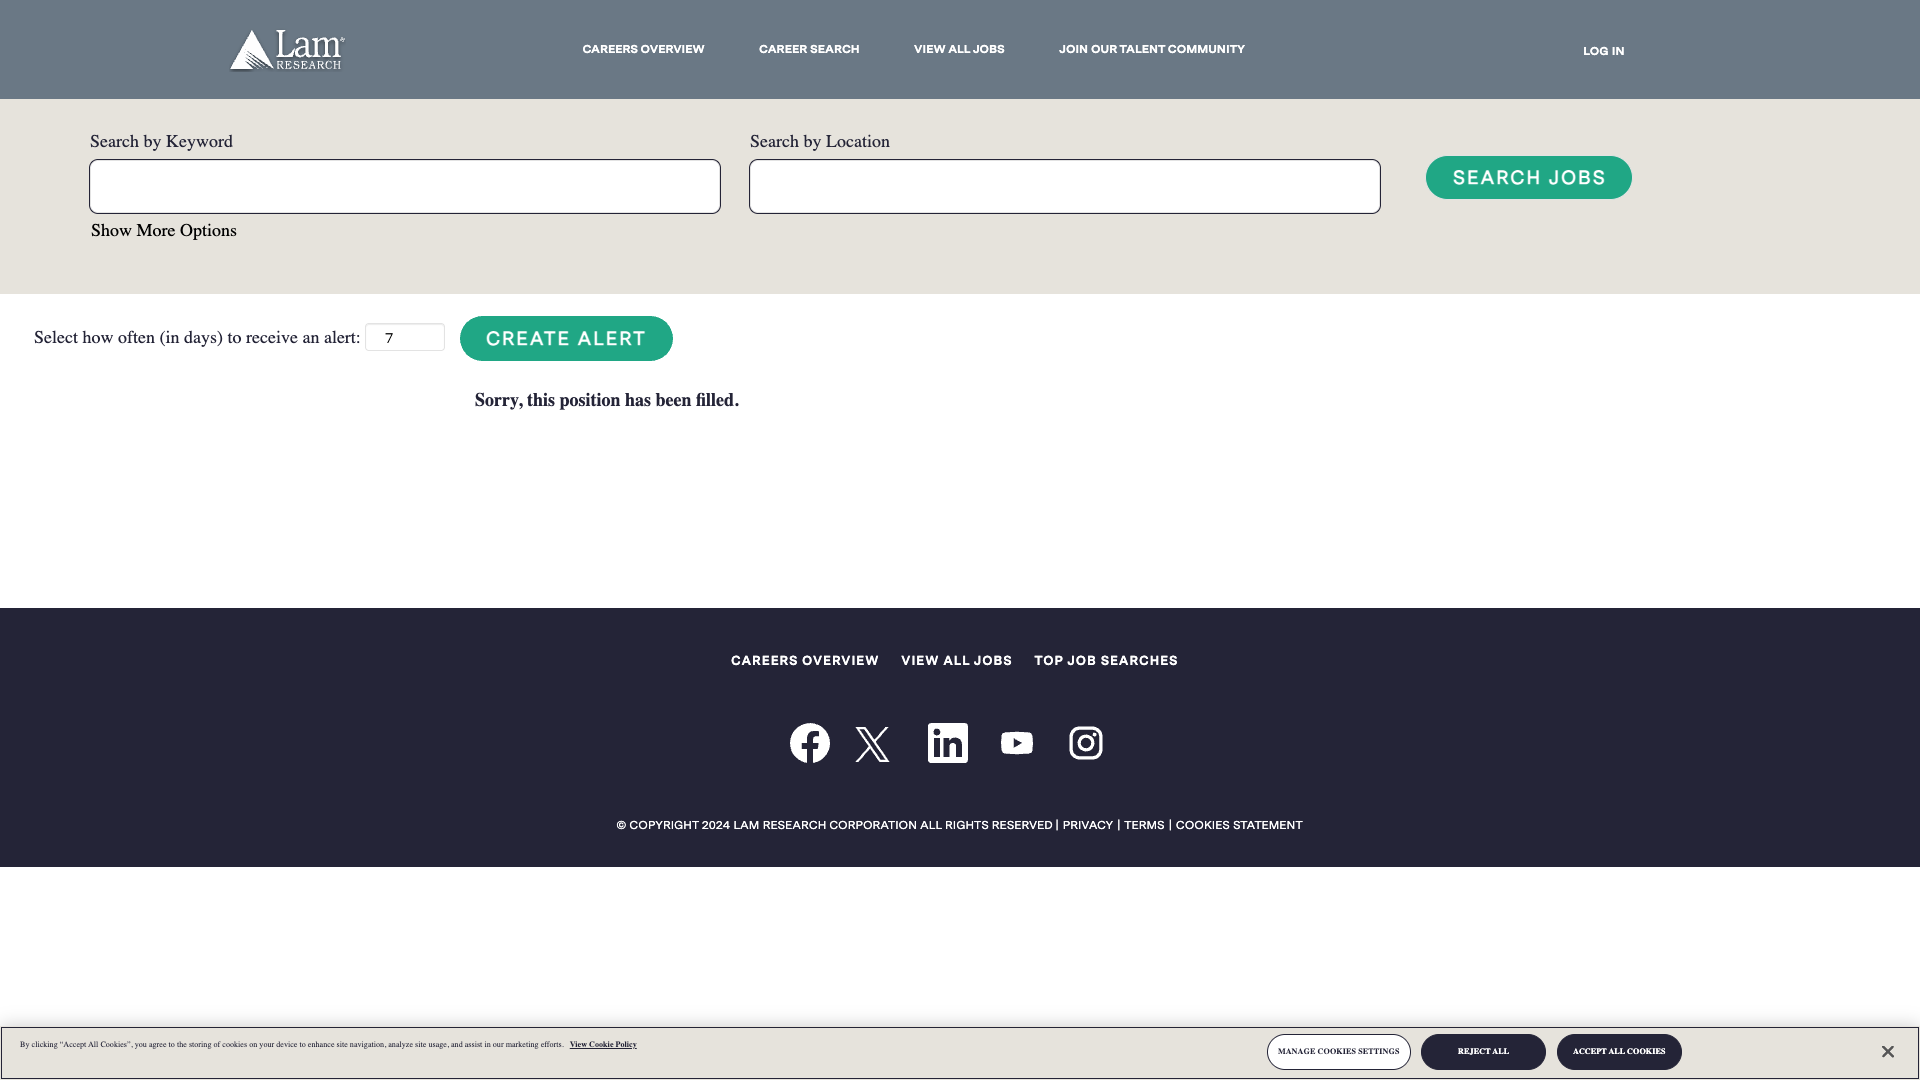 Lam RESEARCH
CAREERS OVERVIEW
CAREER SEARCH
VIEW ALL JOBS
JOIN OUR TALENT COMMUNITY
LOG IN
Search by Keyword
Search by Location
SEARCH JOBS
Show More Options
Select how often (in days) to receive an alert: 7
CREATE ALERT
Sorry, this position has been filled.
CAREERS OVERVIEW
VIEW ALL JOBS
TOP JOB SEARCHES
© COPYRIGHT 2024 LAM RESEARCH CORPORATION ALL RIGHTS RESERVED | PRIVACY | TERMS | COOKIES STATEMENT
By clicking “Accept All Cookies”, you agree to the storing of cookies on your device to enhance site navigation, analyze site usage, and assist in our marketing efforts. View Cookie Policy
MANAGE COOKIES SETTINGS
REJECT ALL
ACCEPT ALL COOKIES